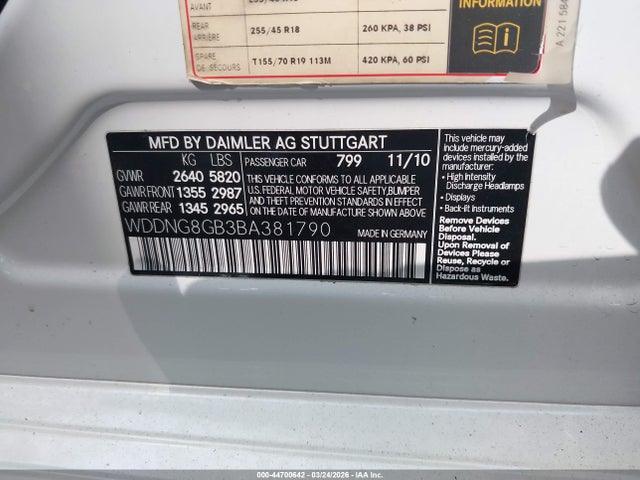 AVANT
REAR
ARRIÈRE
255/45 R18
260 KPA, 38 PSI
SPARE
DE SECOURS
T155/70 R19 113M
420 KPA, 60 PSI
INFORMATION
A 221 584
MFD BY DAIMLER AG STUTTGART
KG LBS
GVWR 2640 5820
GAWR FRONT 1355 2987
GAWR REAR 1345 2965
PASSENGER CAR 799 11/10
THIS VEHICLE CONFORMS TO ALL APPLICABLE
U.S. FEDERAL MOTOR VEHICLE SAFETY, BUMPER
AND THEFT PREVENTION STANDARDS IN EFFECT
ON THE DATE OF MANUFACTURE SHOWN ABOVE.
WDDNG8GB3BA381790
MADE IN GERMANY
This vehicle may
include mercury-added
devices installed by the
manufacturer:
• High Intensity
Discharge Headlamps
• Displays
• Back-lit Instruments
Remove Devices
Before Vehicle
Disposal.
Upon Removal of
Devices Please
Reuse, Recycle or
Dispose as
Hazardous Waste.
000-44700642 - 03/24/2026 - IAAI, Inc. Copyright